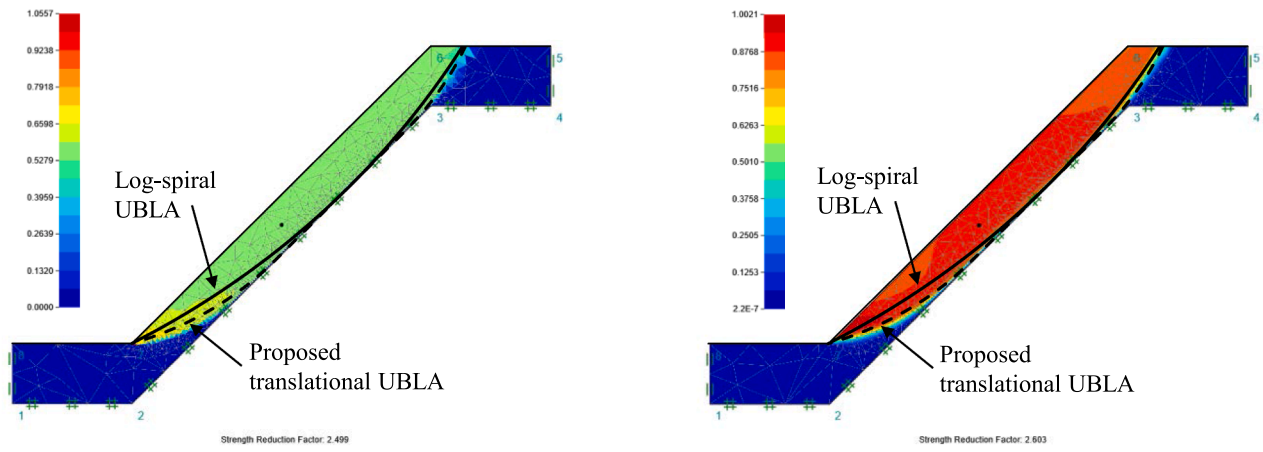 1.0557
0.9238
0.7918
0.6598
0.5279
0.3959
0.2639
0.1320
0.0000
6
5
3
4
Log-spiral
UBLA
Proposed
translational UBLA
1
2
Strength Reduction Factor: 2.499
1.0021
0.8768
0.7516
0.6263
0.5010
0.3758
0.2505
0.1253
2.2E-7
6
5
3
4
Log-spiral
UBLA
Proposed
translational UBLA
1
2
Strength Reduction Factor: 2.603